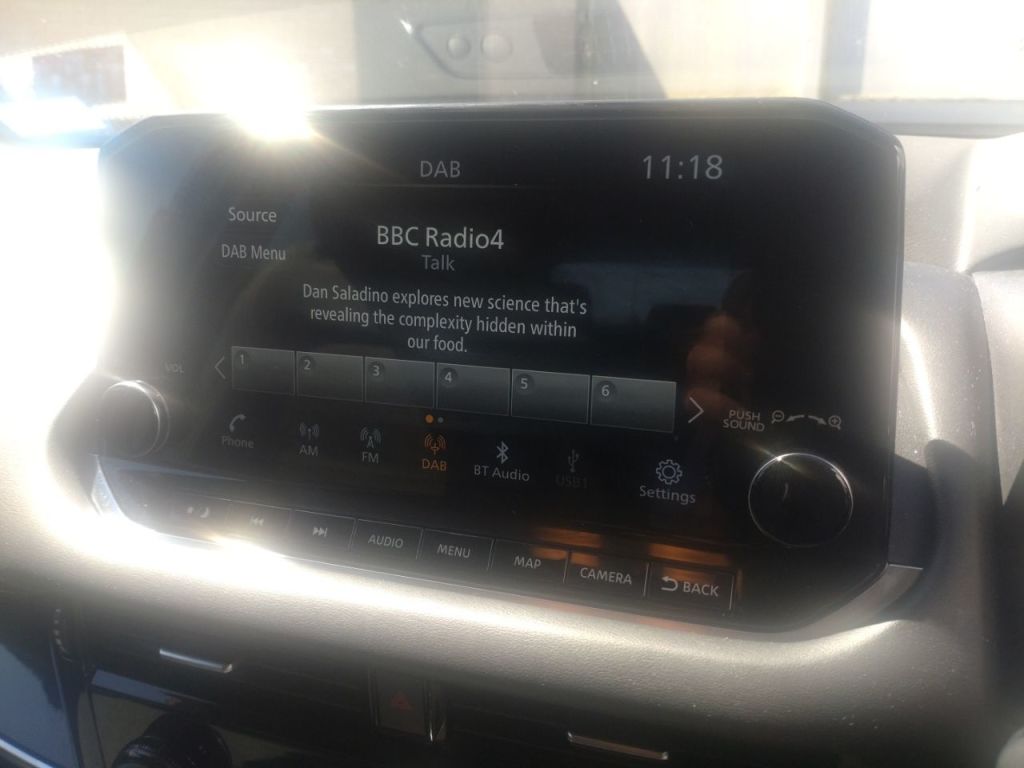 DAB
11:18
Source
DAB Menu
BBC Radio4
Talk
Dan Saladino explores new science that's
revealing the complexity hidden within
our food.
VOL
1 2 3 4 5 6
PUSH
SOUND
Phone
AM
FM
DAB
BT Audio
USB1
Settings
AUDIO
MENU
MAP
CAMERA
BACK